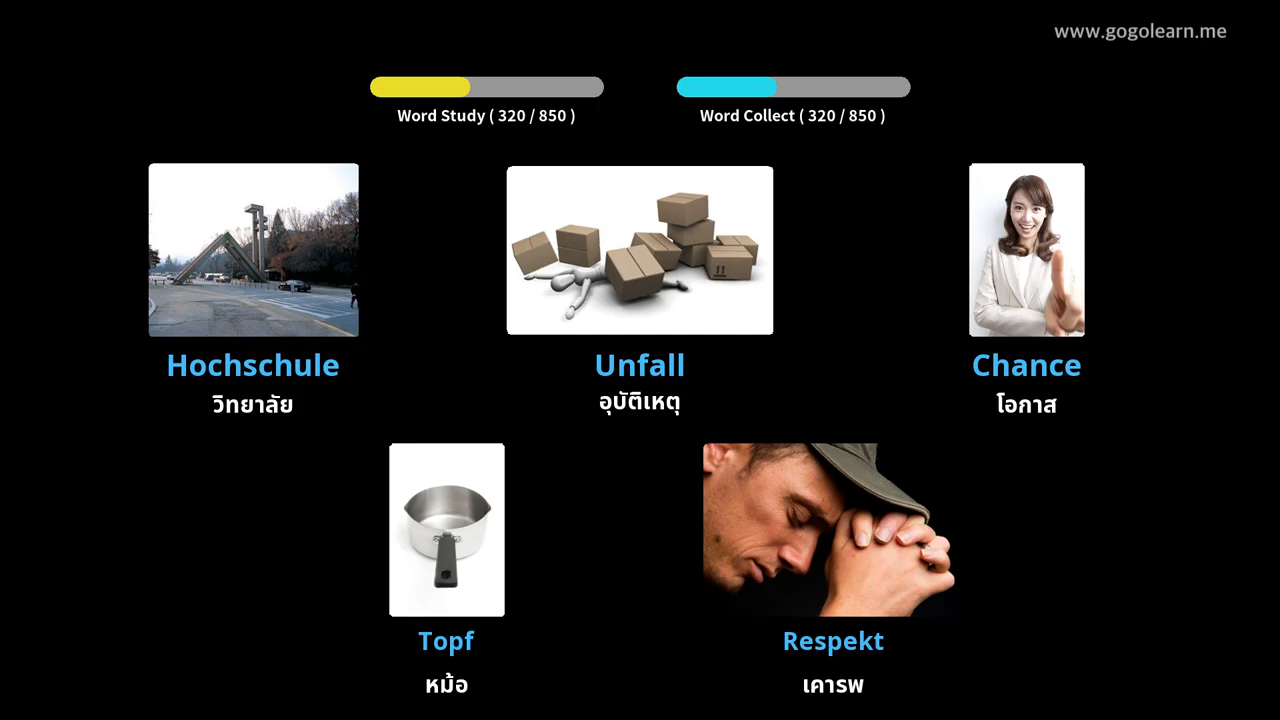 www.gogolearn.me
Word Study ( 320 / 850 )
Word Collect ( 320 / 850 )
Hochschule
วิทยาลัย
Unfall
อุบัติเหตุ
Chance
โอกาส
Topf
หม้อ
Respekt
เคารพ